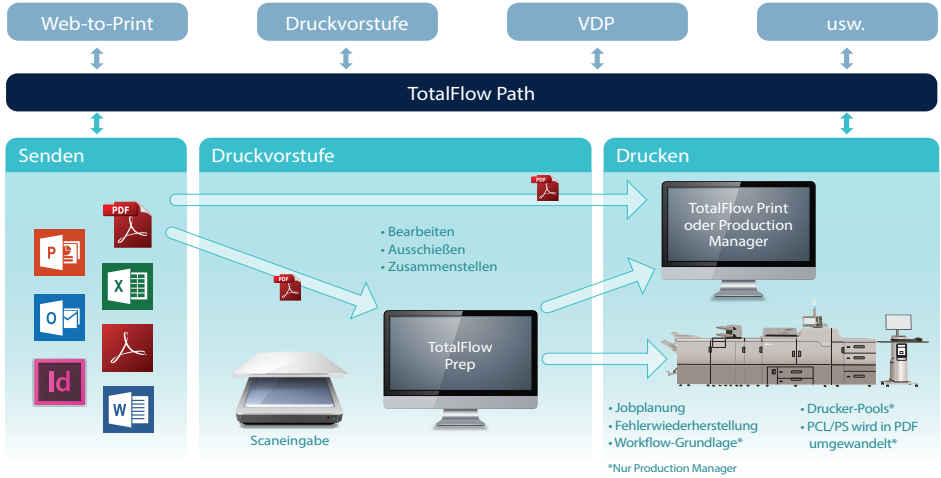 Web-to-Print
Druckvorstufe
VDP
usw.
TotalFlow Path
Senden
Druckvorstufe
Drucken
PDF
P
X
O
Id
W
PDF
PDF
• Bearbeiten
• Ausschießen
• Zusammenstellen
TotalFlow
Prep
Scaneingabe
TotalFlow Print
oder Production
Manager
• Jobplanung
• Fehlerwiederherstellung
• Workflow-Grundlage*
• Drucker-Pools*
• PCL/PS wird in PDF
umgewandelt*
*Nur Production Manager